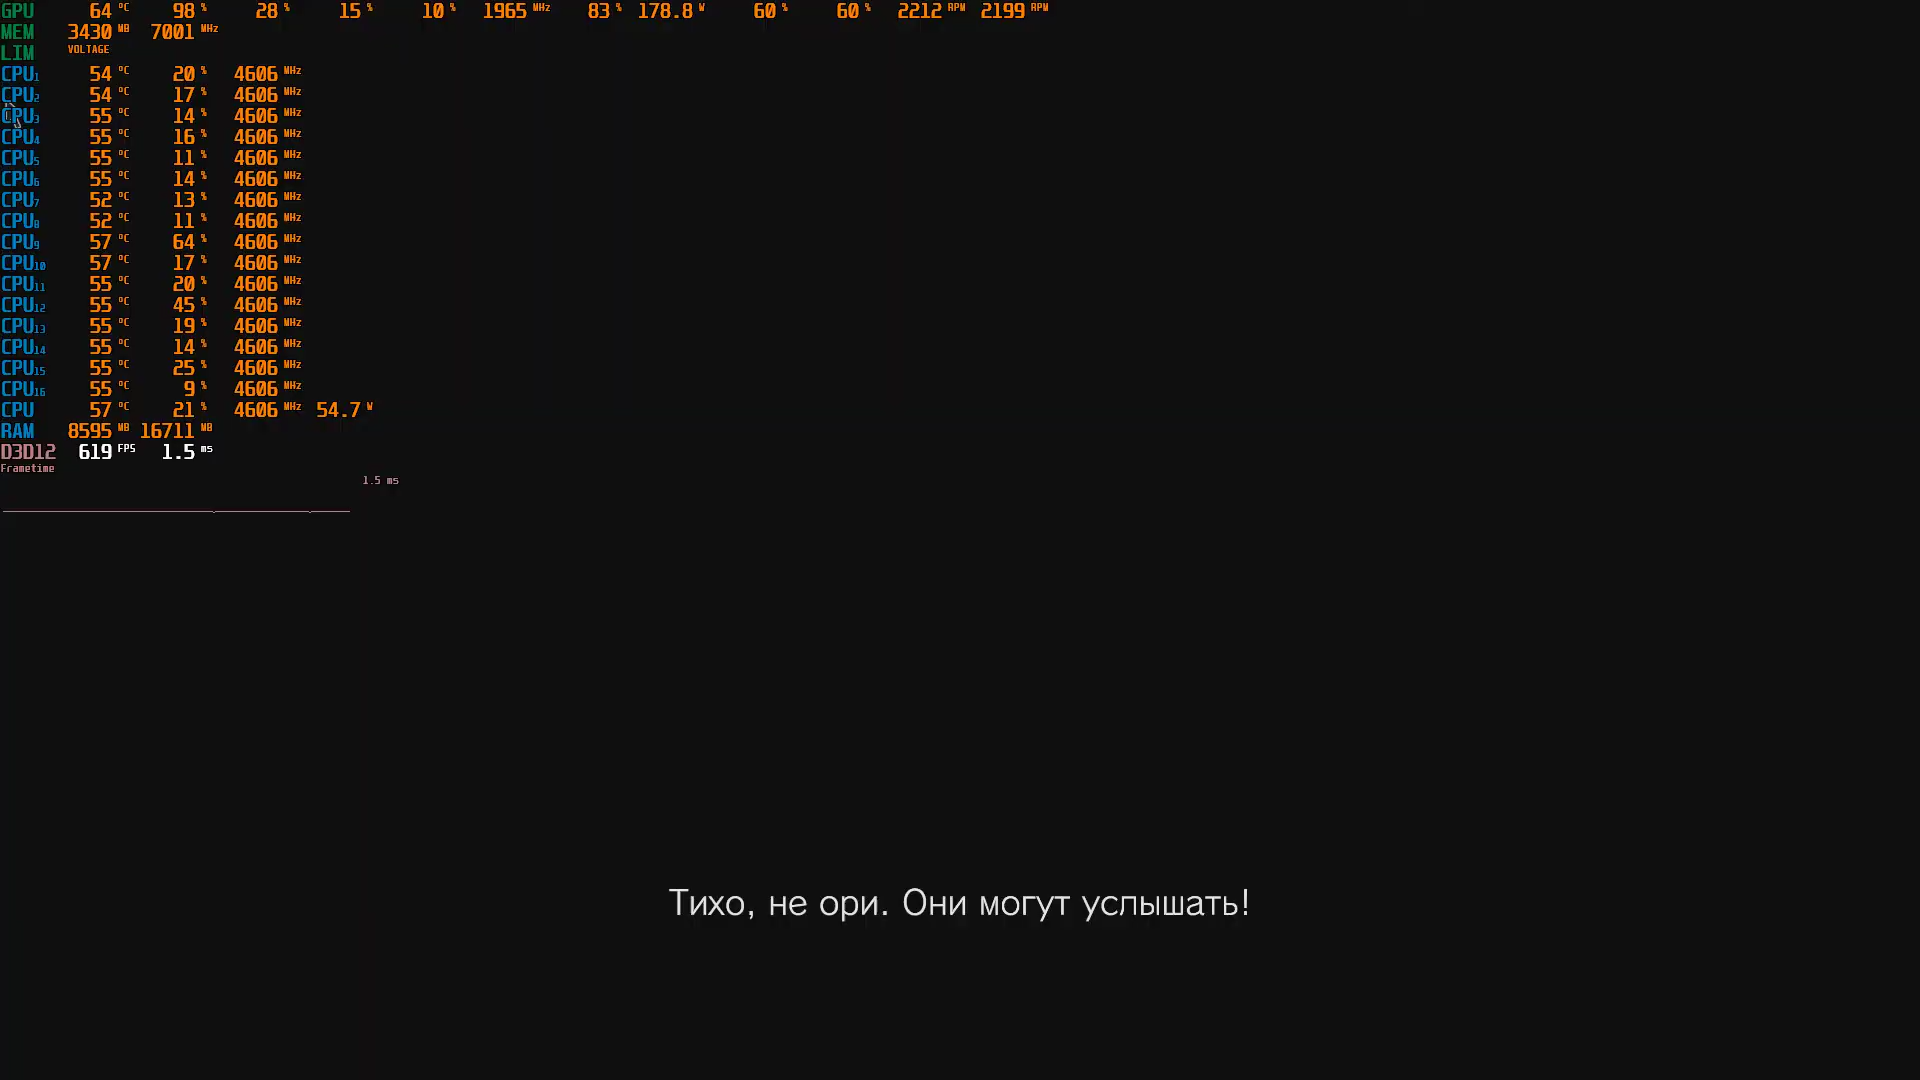 GPU 64 °C 98 % 28 % 15 % 10 % 1965 MHz 83 % 178.8 W 60 % 60 % 2212 RPM 2199 RPM
MEM 3430 MB 7001 MHz
LIM VOLTAGE
CPU1 54 °C 20 % 4606 MHz
CPU2 54 °C 17 % 4606 MHz
CPU3 55 °C 14 % 4606 MHz
CPU4 55 °C 16 % 4606 MHz
CPU5 55 °C 11 % 4606 MHz
CPU6 55 °C 14 % 4606 MHz
CPU7 52 °C 13 % 4606 MHz
CPU8 52 °C 11 % 4606 MHz
CPU9 57 °C 64 % 4606 MHz
CPU10 57 °C 17 % 4606 MHz
CPU11 55 °C 20 % 4606 MHz
CPU12 55 °C 45 % 4606 MHz
CPU13 55 °C 19 % 4606 MHz
CPU14 55 °C 14 % 4606 MHz
CPU15 55 °C 25 % 4606 MHz
CPU16 55 °C 9 % 4606 MHz
CPU 57 °C 21 % 4606 MHz 54.7 W
RAM 8595 MB 16711 MB
D3D12 619 FPS 1.5 ms
Frametime
1.5 ms
Тихо, не ори. Они могут услышать!